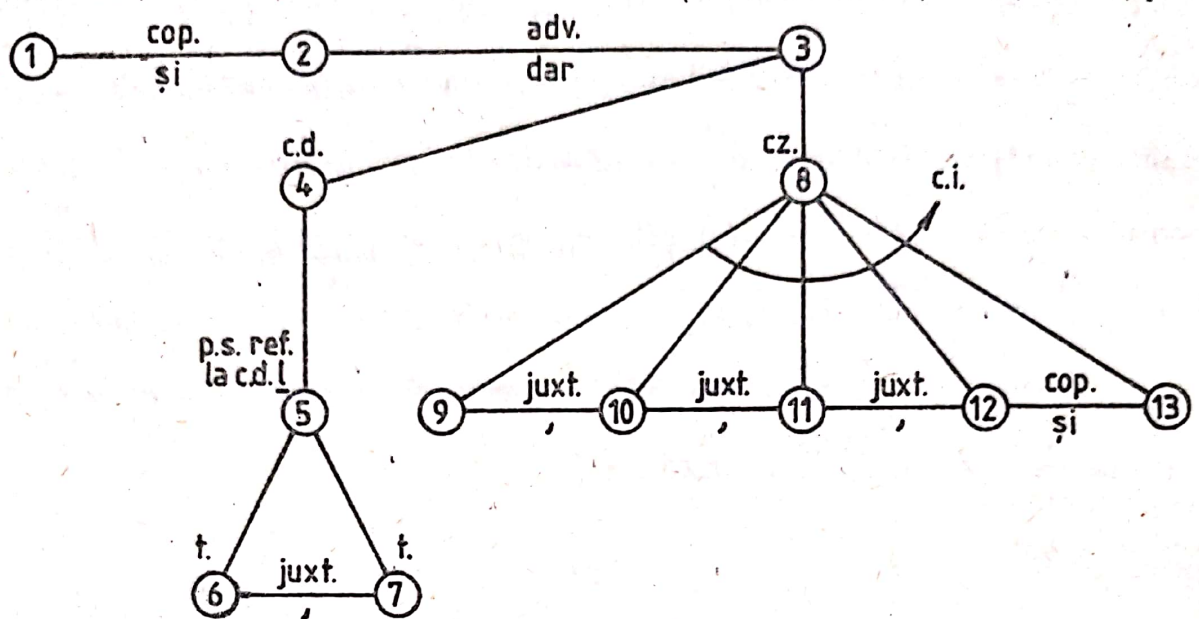 cop.
adv.
1
2
3
și
dar
c.d.
cz.
4
8
c.i.
p.s. ref.
la c.d.l
5
juxt.
juxt.
juxt.
cop.
9
10
11
12
13
,
,
,
și
t.
t.
juxt.
6
7
,